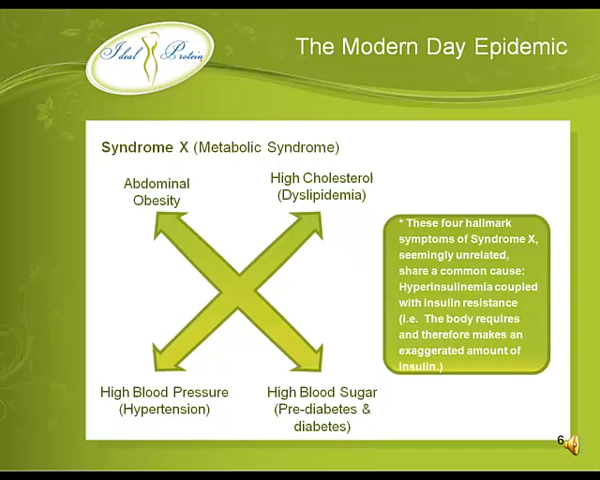 Ideal Protein
The Modern Day Epidemic
Syndrome X (Metabolic Syndrome)
Abdominal
Obesity
High Cholesterol
(Dyslipidemia)
* These four hallmark
symptoms of Syndrome X,
seemingly unrelated,
share a common cause:
Hyperinsulinemia coupled
with insulin resistance
(i.e. The body requires
and therefore makes an
exaggerated amount of
insulin.)
High Blood Pressure
(Hypertension)
High Blood Sugar
(Pre-diabetes &
diabetes)
6